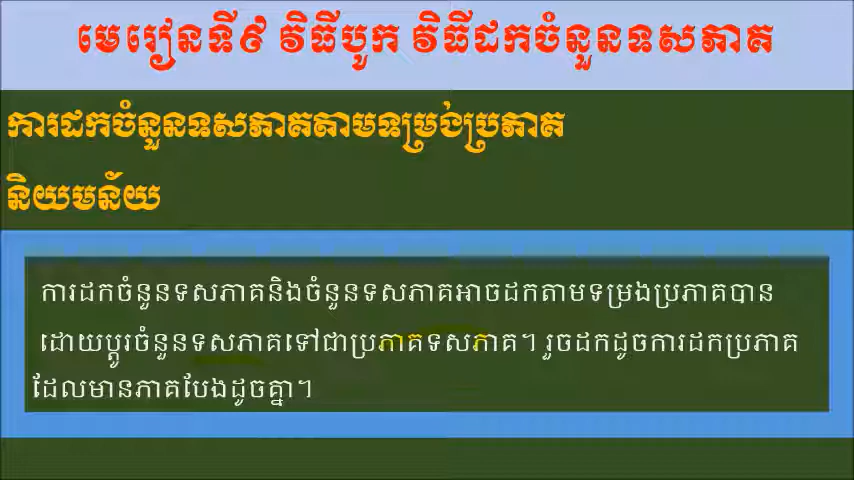 មេរៀនទី៩ វិធីបូក វិធីដកចំនួនទសភាគ
ការដកចំនួនទសភាគតាមទម្រង់ប្រភាគ
និយមន័យ
ការដកចំនួនទសភាគនិងចំនួនទសភាគអាចដកតាមទម្រងប្រភាគបាន
ដោយប្តូរចំនួនទសភាគទៅជាប្រភាគទសភាគ។ រួចដកដូចការដកប្រភាគ
ដែលមានភាគបែងដូចគ្នា។